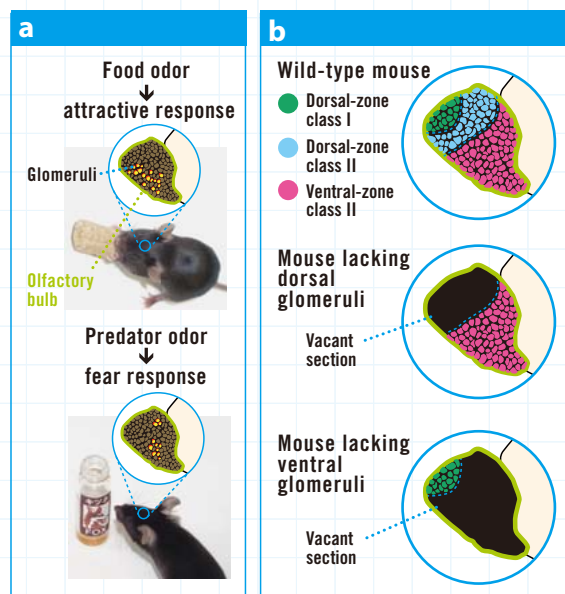 a
Food odor
attractive response
Glomeruli
Olfactory
bulb
Predator odor
fear response
FOX
b
Wild-type mouse
Dorsal-zone
class I
Dorsal-zone
class II
Ventral-zone
class II
Mouse lacking
dorsal
glomeruli
Vacant
section
Mouse lacking
ventral
glomeruli
Vacant
section